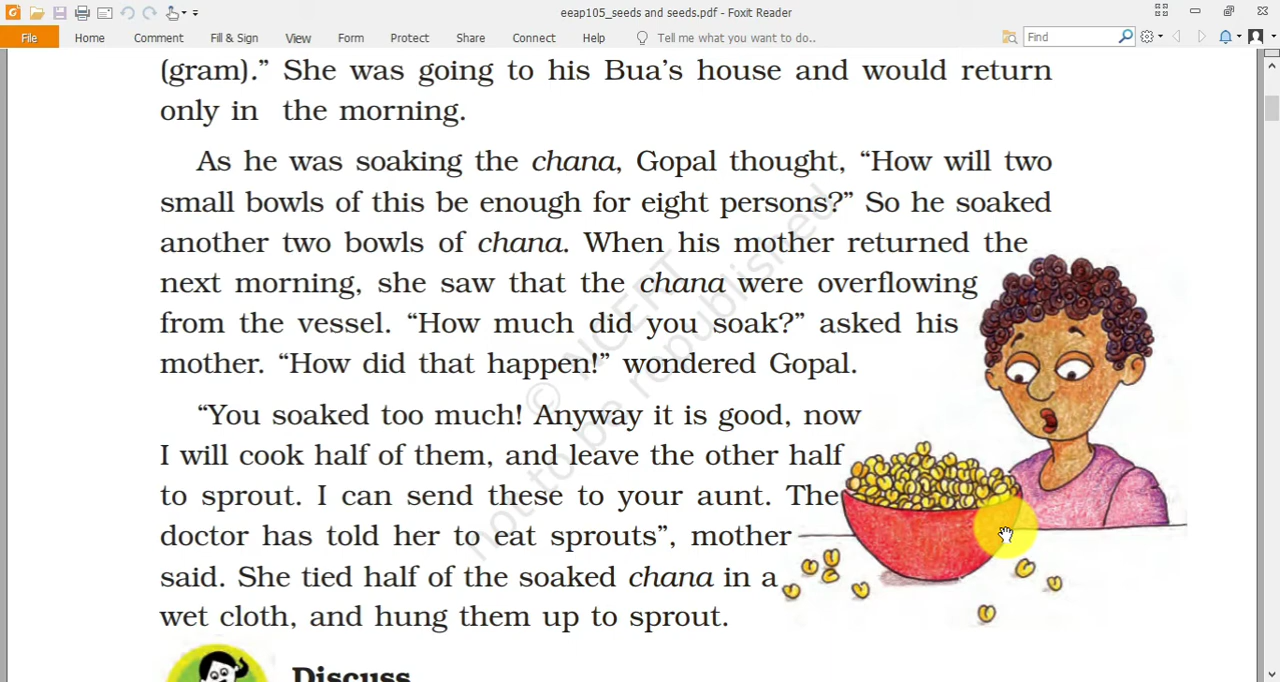 eeap105_seeds and seeds.pdf - Foxit Reader
File Home Comment Fill & Sign View Form Protect Share Connect Help Tell me what you want to do.. Find
(gram).” She was going to his Bua’s house and would return
only in the morning.
As he was soaking the chana, Gopal thought, “How will two
small bowls of this be enough for eight persons?” So he soaked
another two bowls of chana. When his mother returned the
next morning, she saw that the chana were overflowing
from the vessel. “How much did you soak?” asked his
mother. “How did that happen!” wondered Gopal.
“You soaked too much! Anyway it is good, now
I will cook half of them, and leave the other half
to sprout. I can send these to your aunt. The
doctor has told her to eat sprouts”, mother
said. She tied half of the soaked chana in a
wet cloth, and hung them up to sprout.
Discuss
© NCERT
not to be republished